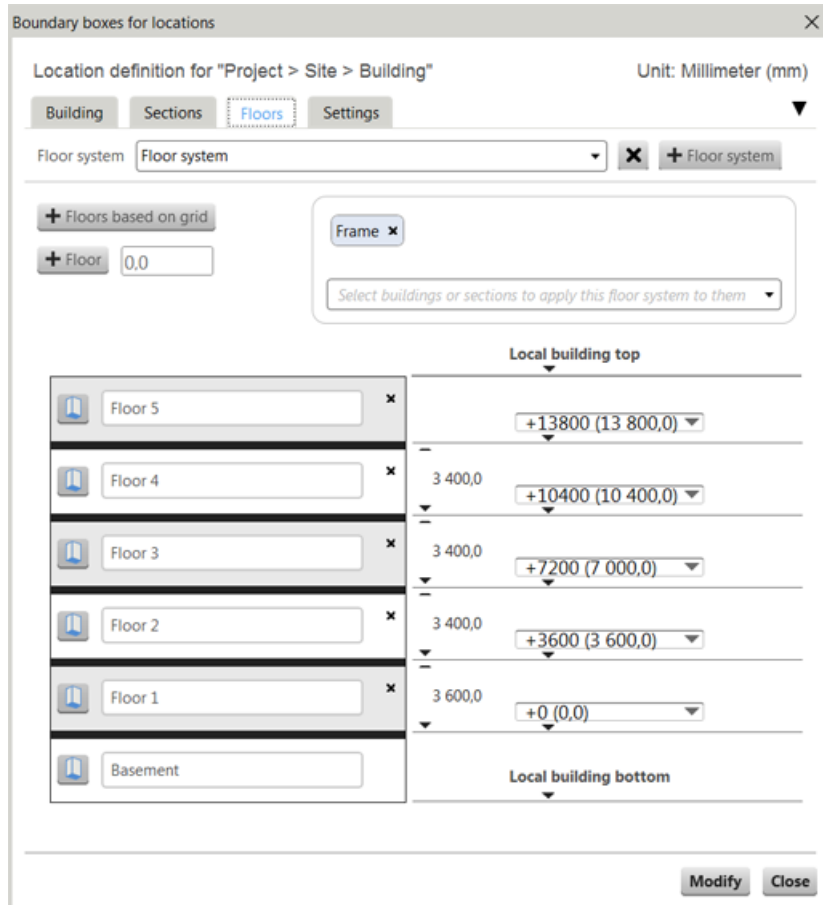 Boundary boxes for locations
Location definition for "Project > Site > Building" Unit: Millimeter (mm)
Building Sections Floors Settings
Floor system Floor system + Floor system
+ Floors based on grid
Frame
+ Floor 0,0
Select buildings or sections to apply this floor system to them
Local building top
Floor 5
+13800 (13 800,0)
Floor 4 3 400,0
+10400 (10 400,0)
Floor 3 3 400,0
+7200 (7 000,0)
Floor 2 3 400,0
+3600 (3 600,0)
Floor 1 3 600,0
+0 (0,0)
Basement
Local building bottom
Modify Close